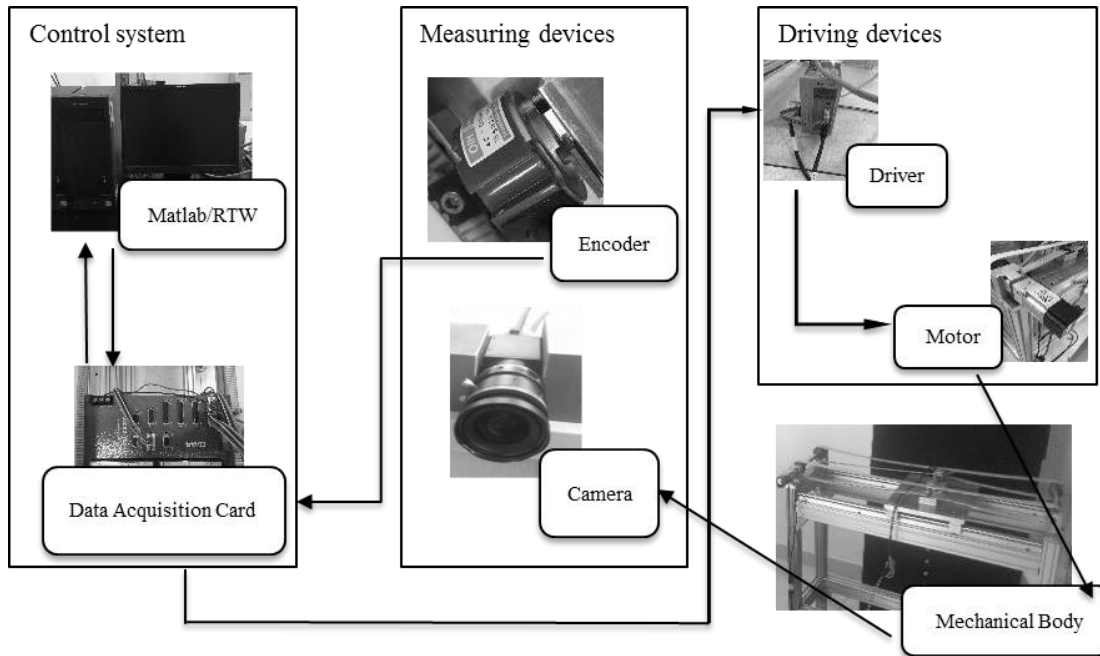 Control system
Matlab/RTW
Data Acquisition Card
Measuring devices
Encoder
Camera
Driving devices
Driver
Motor
Mechanical Body